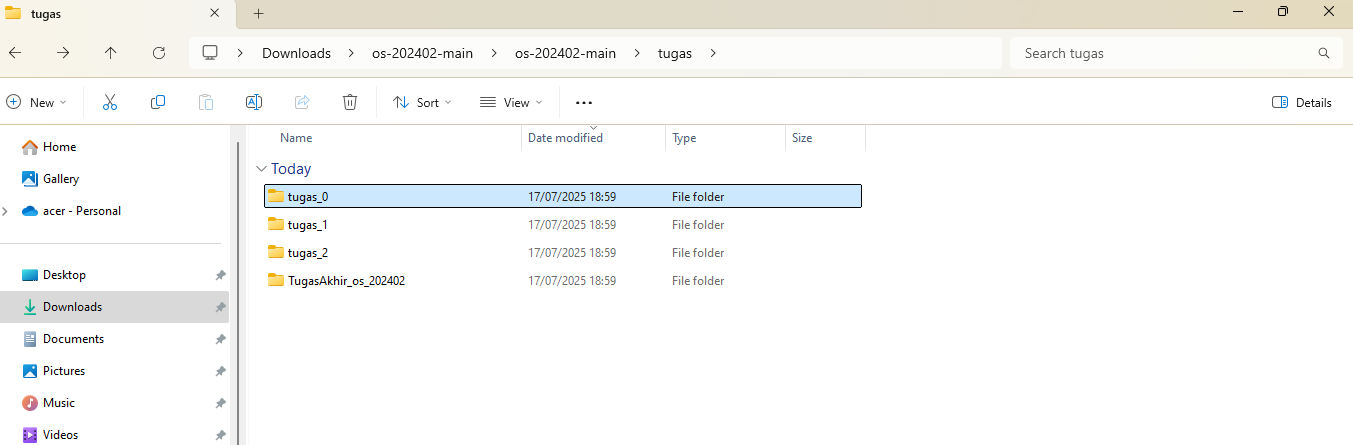 tugas
Downloads os-202402-main os-202402-main tugas Search tugas
New Sort View Details
Name Date modified Type Size
Home
Gallery
acer - Personal
Desktop
Downloads
Documents
Pictures
Music
Videos
Today
tugas_0 17/07/2025 18:59 File folder
tugas_1 17/07/2025 18:59 File folder
tugas_2 17/07/2025 18:59 File folder
TugasAkhir_os_202402 17/07/2025 18:59 File folder